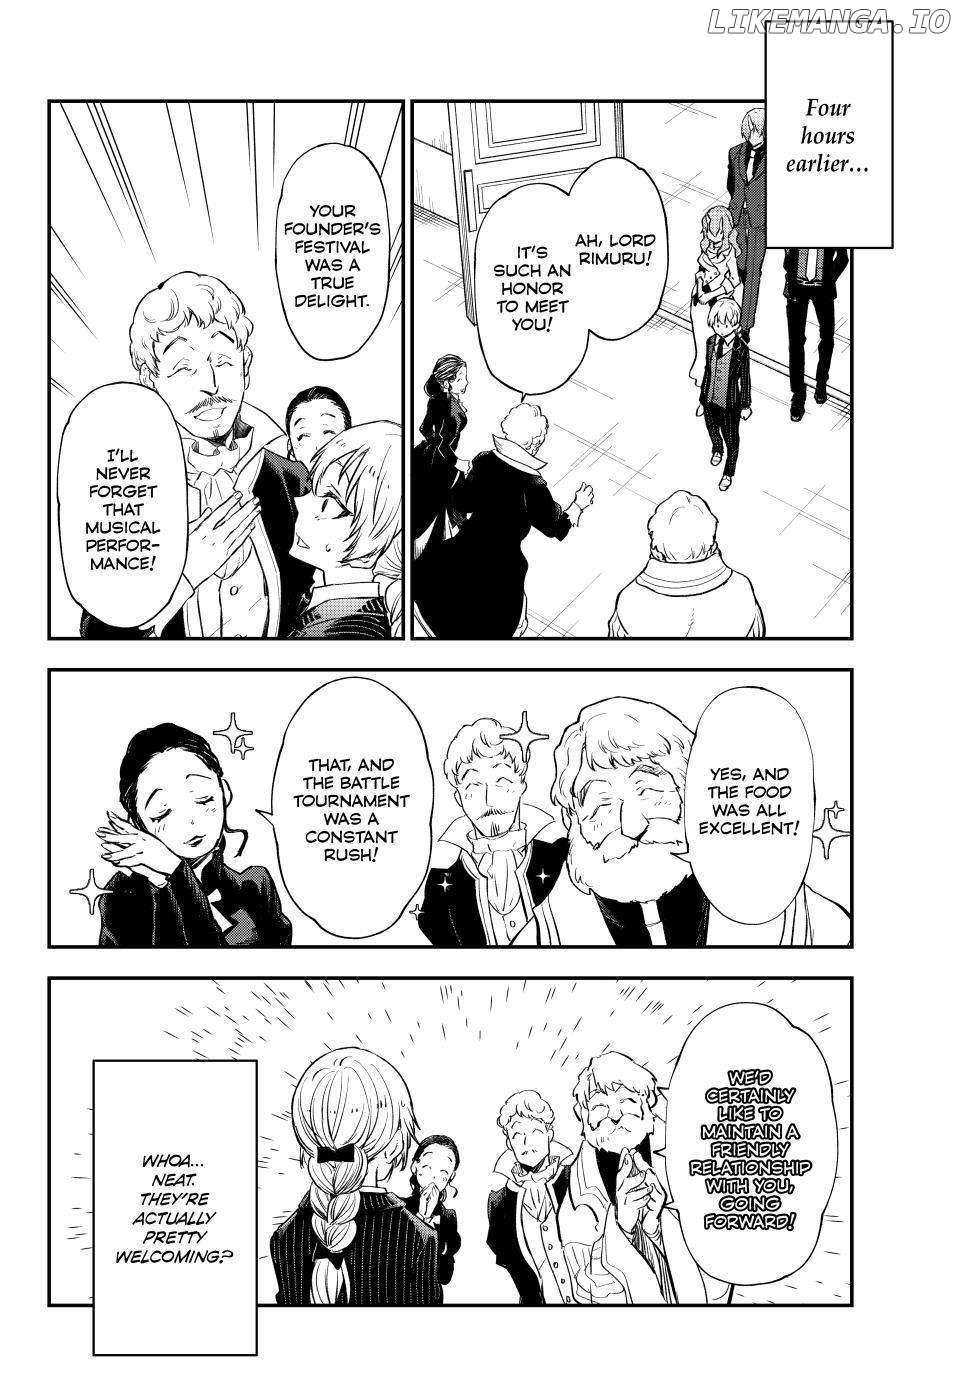 LIKEMANGA.IO
Four
hours
earlier...
AH, LORD
RIMURU!
IT'S
SUCH AN
HONOR
TO MEET
YOU!
YOUR
FOUNDER'S
FESTIVAL
WAS A
TRUE
DELIGHT.
I'LL
NEVER
FORGET
THAT
MUSICAL
PERFOR-
MANCE!
YES, AND
THE FOOD
WAS ALL
EXCELLENT!
THAT, AND
THE BATTLE
TOURNAMENT
WAS A
CONSTANT
RUSH!
WE'D
CERTAINLY
LIKE TO
MAINTAIN A
FRIENDLY
RELATIONSHIP
WITH YOU,
GOING
FORWARD!
WHOA...
NEAT.
THEY'RE
ACTUALLY
PRETTY
WELCOMING?